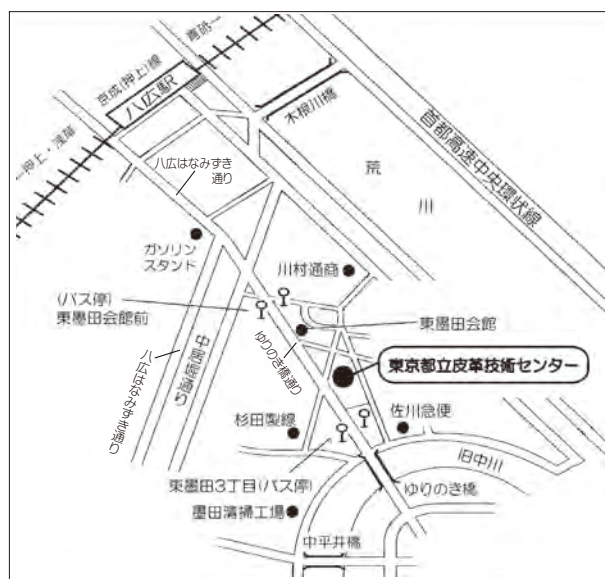 京成(押上)線
青砥→
八広駅
←押上・浅草
木根川橋
首都高速中央環状線
荒
川
八広はなみずき
通り
ガソリン
スタンド
川村通商
(バス停)
東墨田会館前
東墨田会館
ゆりのき橋通り
中居堀通り
八広はなみずき通り
東京都立皮革技術センター
杉田製線
佐川急便
旧中川
東墨田3丁目(バス停)
ゆりのき橋
墨田清掃工場
中平井橋